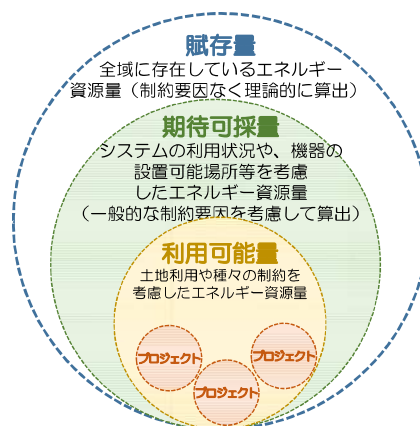 賦存量
全域に存在しているエネルギー
資源量（制約要因なく理論的に算出）
期待可採量
システムの利用状況や、機器の
設置可能場所等を考慮
したエネルギー資源量
（一般的な制約要因を考慮して算出）
利用可能量
土地利用や種々の制約を
考慮したエネルギー資源量
プロジェクト
プロジェクト
プロジェクト